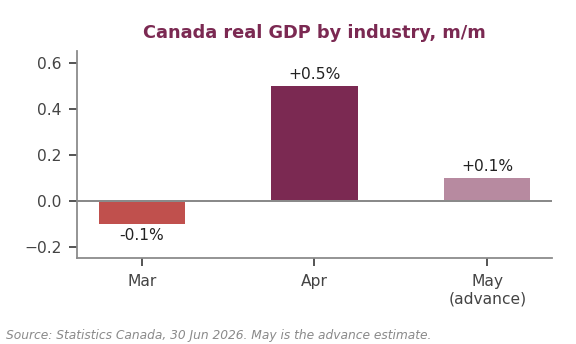 Canada real GDP by industry, m/m
0.6
0.4
0.2
0.0
−0.2
-0.1%
+0.5%
+0.1%
Mar
Apr
May
(advance)
Source: Statistics Canada, 30 Jun 2026. May is the advance estimate.